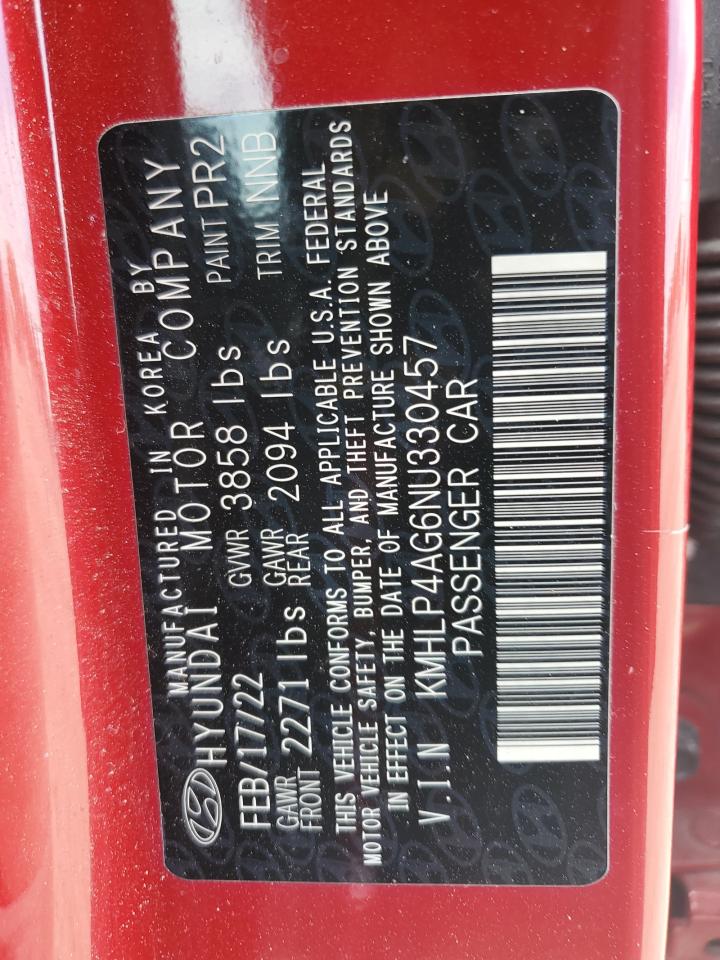 MANUFACTURED IN KOREA BY
HYUNDAI MOTOR COMPANY
FEB/17/22 GVWR 3858 lbs PAINT PR2
GAWR FRONT 2271 lbs GAWR REAR 2094 lbs TRIM NNB
THIS VEHICLE CONFORMS TO ALL APPLICABLE U.S.A. FEDERAL
MOTOR VEHICLE SAFETY, BUMPER, AND THEFT PREVENTION STANDARDS
IN EFFECT ON THE DATE OF MANUFACTURE SHOWN ABOVE
V.I.N KMHLP4AG6NU330457
PASSENGER CAR